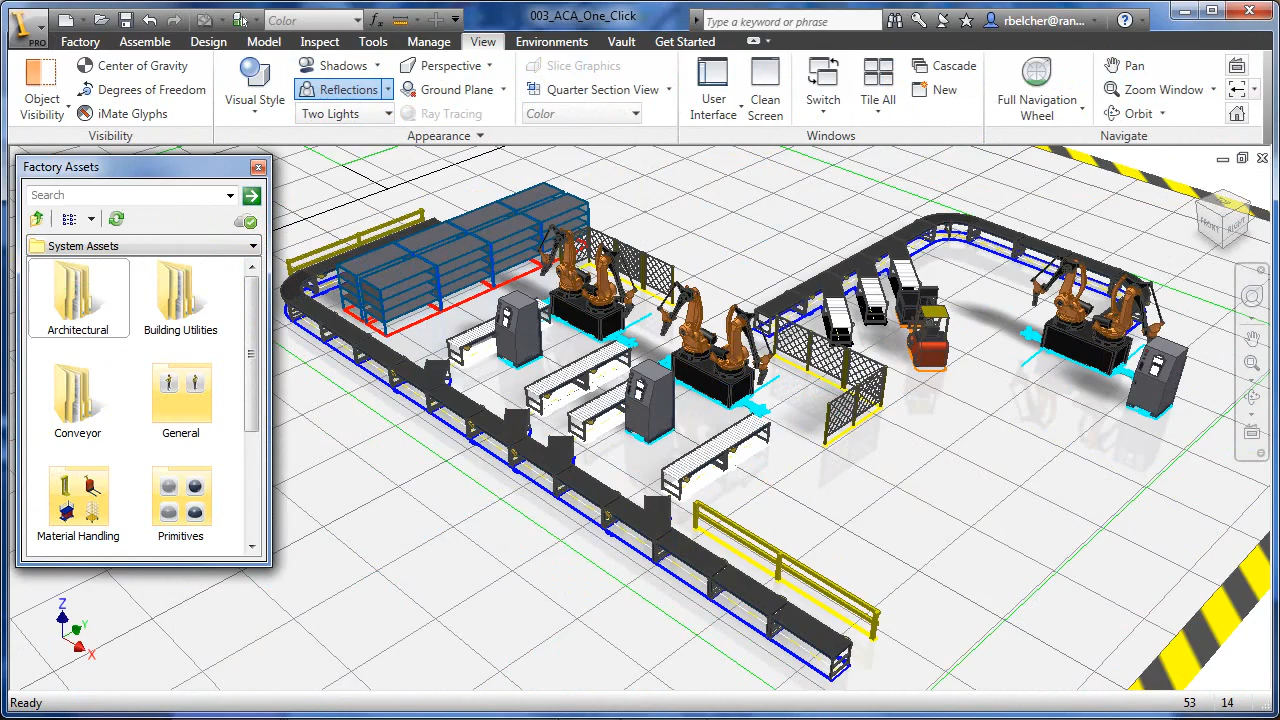 003_ACA_One_Click
Color
Type a keyword or phrase
rbelcher@ran...
PRO
Factory
Assemble
Design
Model
Inspect
Tools
Manage
View
Environments
Vault
Get Started
Object
Visibility
Center of Gravity
Degrees of Freedom
iMate Glyphs
Visibility
Visual Style
Shadows
Reflections
Two Lights
Perspective
Ground Plane
Ray Tracing
Slice Graphics
Quarter Section View
Color
Appearance
User
Interface
Clean
Screen
Switch
Tile All
Cascade
New
Windows
Full Navigation
Wheel
Pan
Zoom Window
Orbit
Navigate
Factory Assets
Search
System Assets
Architectural
Building Utilities
Conveyor
General
Material Handling
Primitives
FRONT
RIGHT
Z
Y
X
Ready
53
14